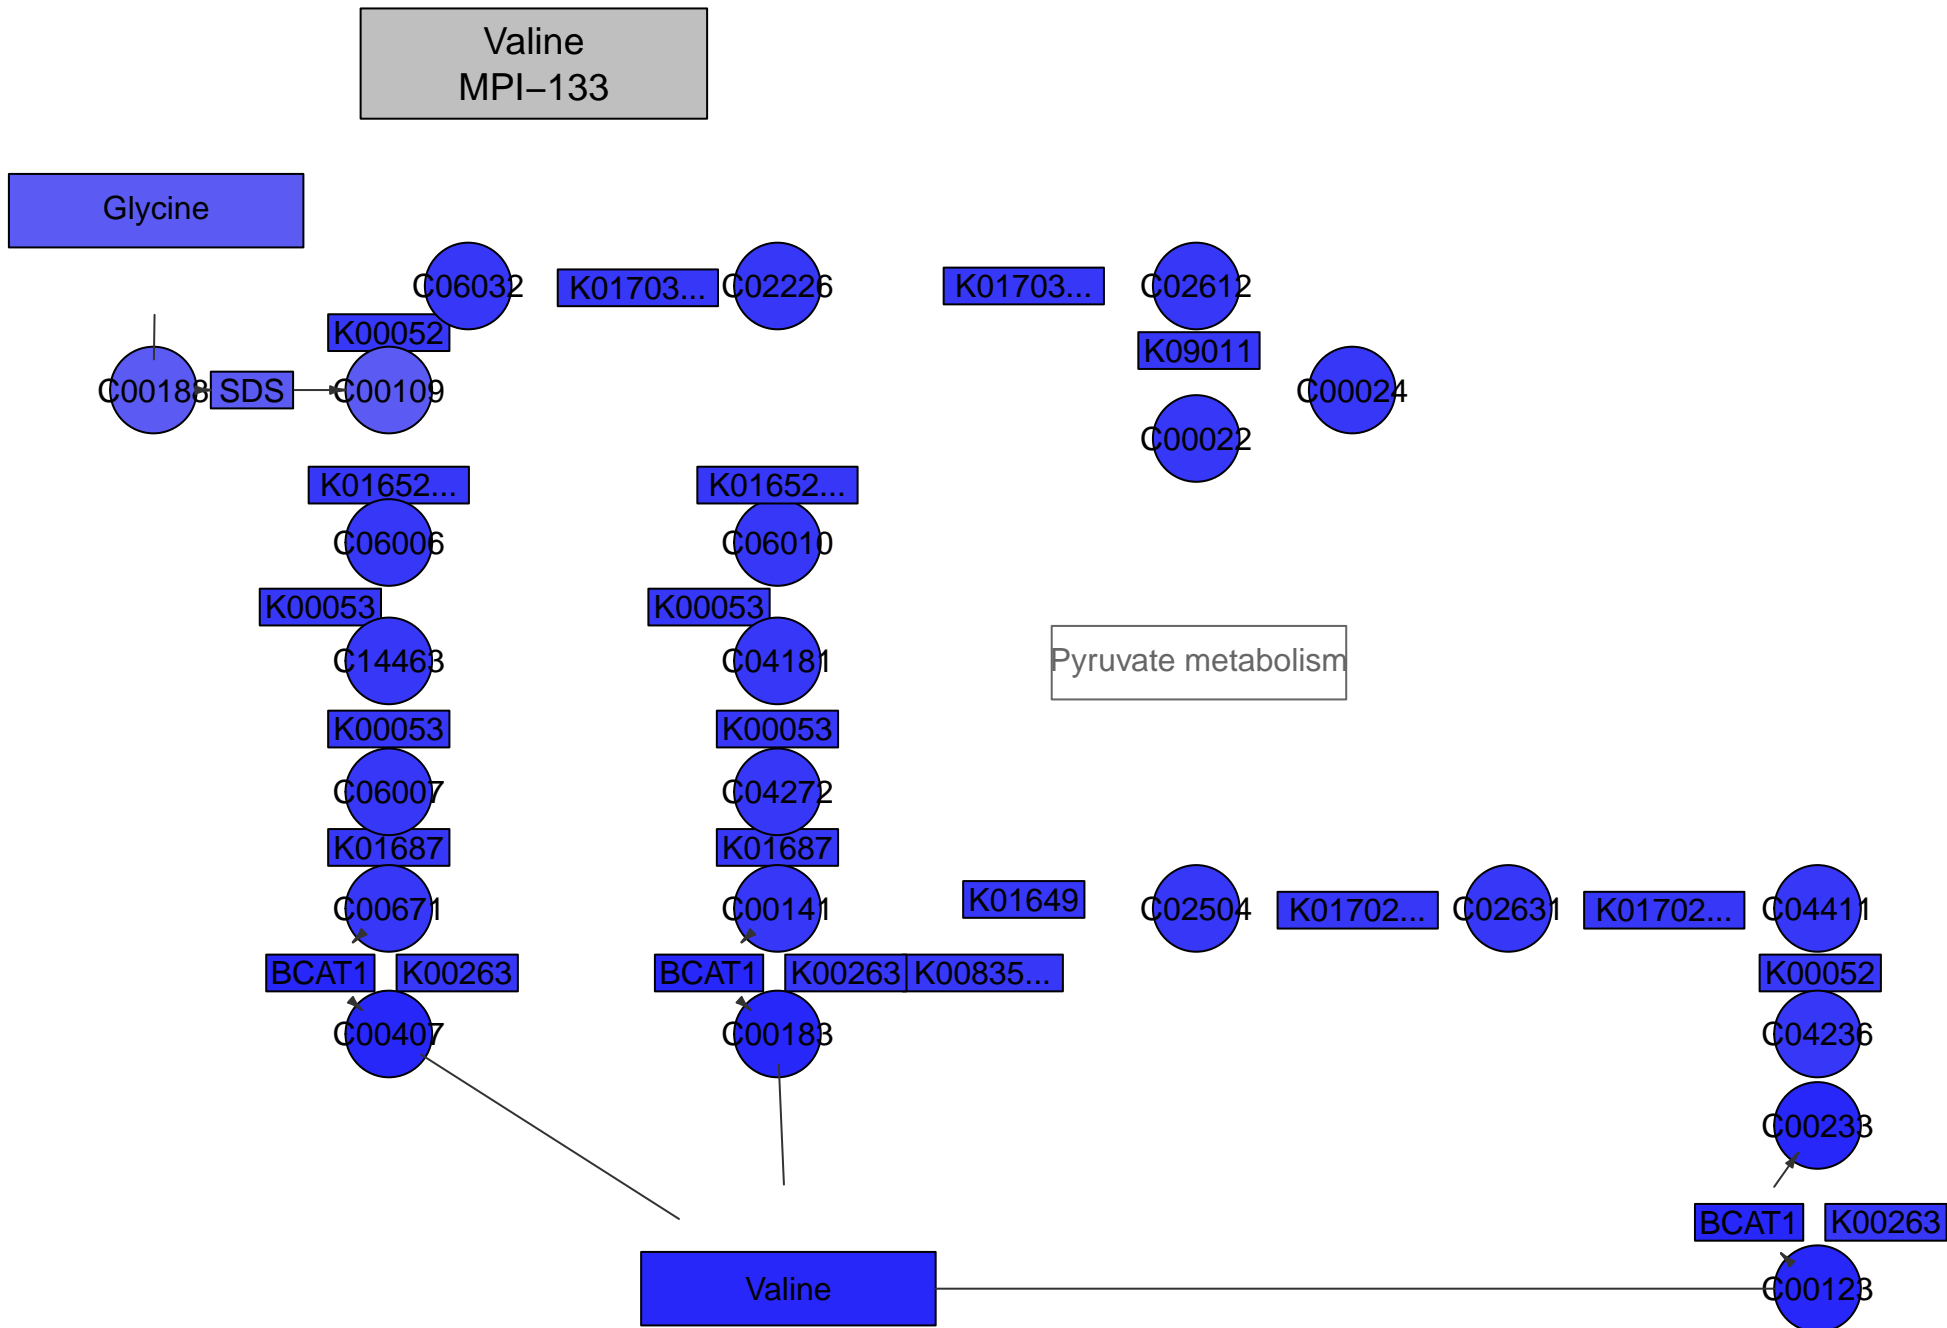 Valine
MPI−133
Glycine
C06032
K01703...
C02226
K01703...
C02612
K00052
K09011
C00188
SDS
C00109
C00024
C00022
K01652...
K01652...
C06006
C06010
K00053
K00053
C14463
C04181
Pyruvate metabolism
K00053
K00053
C06007
C04272
K01687
K01687
C00671
C00141
K01649
C02504
K01702...
C02631
K01702...
C04411
BCAT1
K00263
BCAT1
K00263
K00835...
K00052
C00407
C00183
C04236
C00233
BCAT1
K00263
Valine
C00123